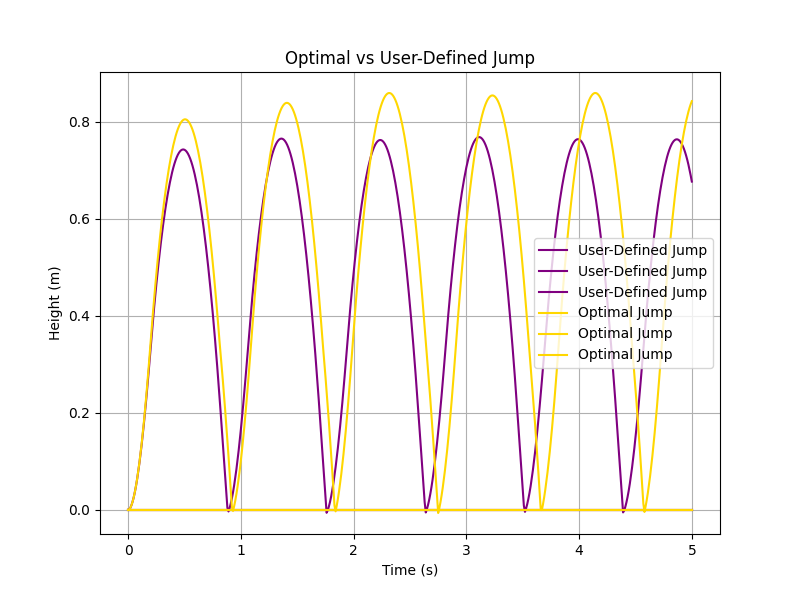 Optimal vs User-Defined Jump
Height (m)
0.8
0.6
0.4
0.2
0.0
User-Defined Jump
User-Defined Jump
User-Defined Jump
Optimal Jump
Optimal Jump
Optimal Jump
0 1 2 3 4 5
Time (s)